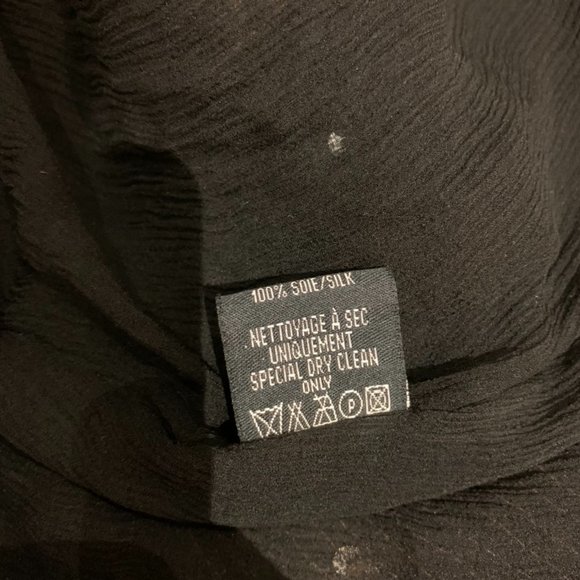 100% SOIE/SILK
NETTOYAGE À SEC
UNIQUEMENT
SPECIAL DRY CLEAN
ONLY
P